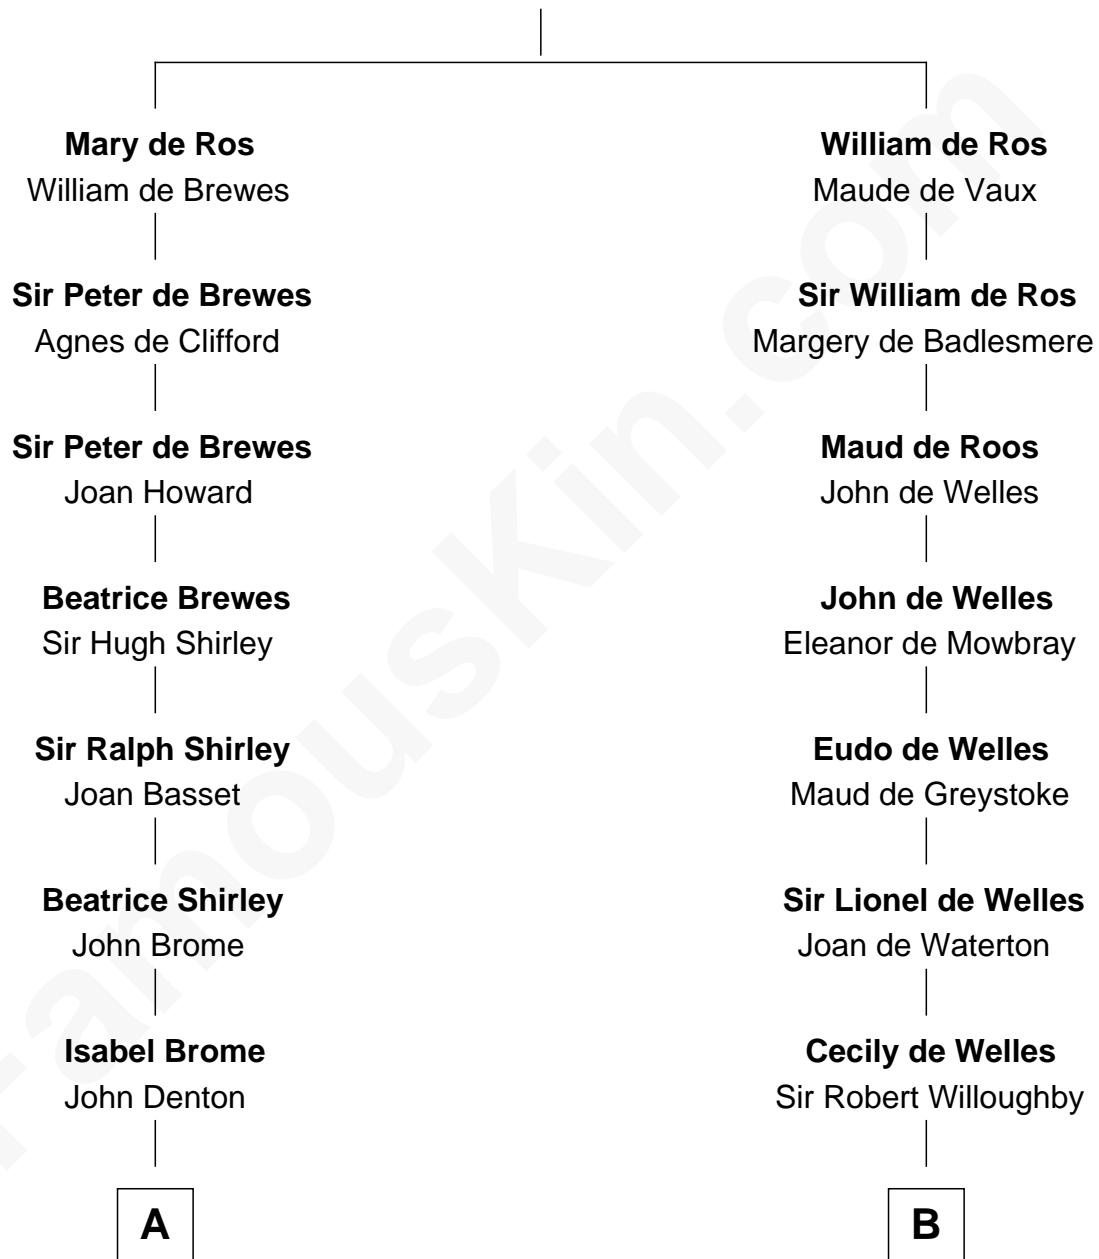 Mary de Ros
William de Brewes
Sir Peter de Brewes
Agnes de Clifford
Sir Peter de Brewes
Joan Howard
Beatrice Brewes
Sir Hugh Shirley
Sir Ralph Shirley
Joan Basset
Beatrice Shirley
John Brome
Isabel Brome
John Denton
A
William de Ros
Maude de Vaux
Sir William de Ros
Margery de Badlesmere
Maud de Roos
John de Welles
John de Welles
Eleanor de Mowbray
Eudo de Welles
Maud de Greystoke
Sir Lionel de Welles
Joan de Waterton
Cecily de Welles
Sir Robert Willoughby
B
FamousKin.com